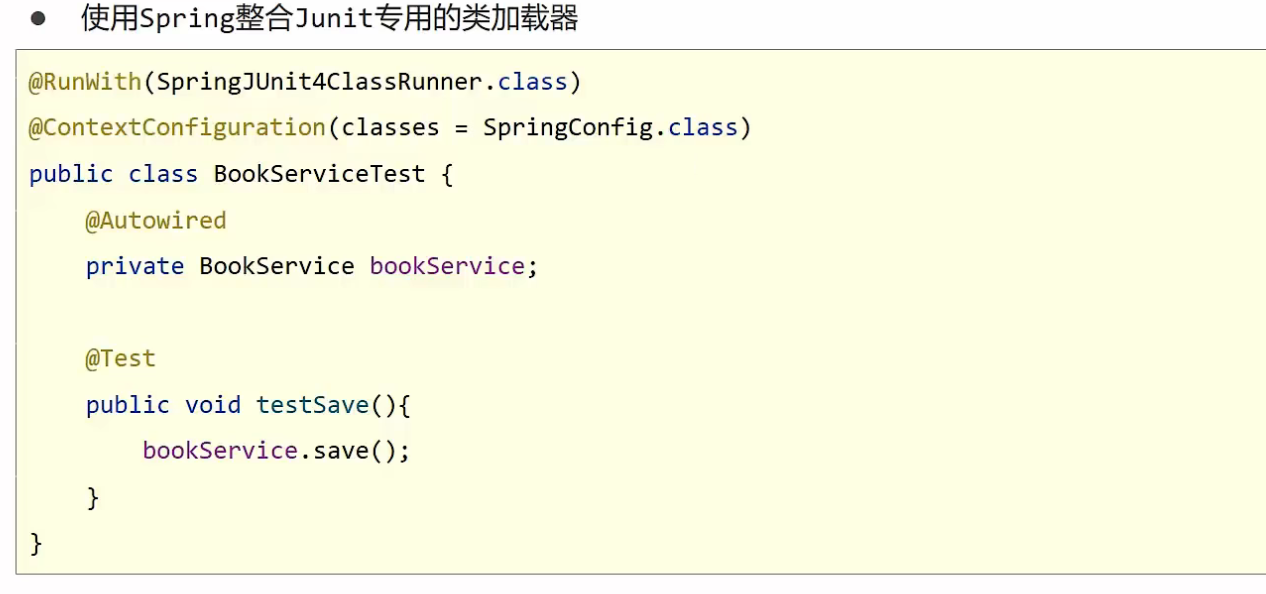 ● 使用Spring整合Junit专用的类加载器
@RunWith(SpringJUnit4ClassRunner.class)
@ContextConfiguration(classes = SpringConfig.class)
public class BookServiceTest {
    @Autowired
    private BookService bookService;

    @Test
    public void testSave(){
        bookService.save();
    }
}